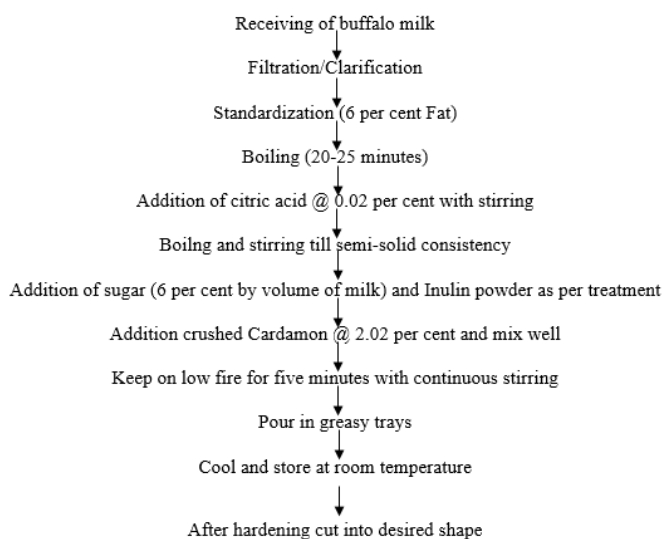 Receiving of buffalo milk
Filtration/Clarification
Standardization (6 per cent Fat)
Boiling (20-25 minutes)
Addition of citric acid @ 0.02 per cent with stirring
Boilng and stirring till semi-solid consistency
Addition of sugar (6 per cent by volume of milk) and Inulin powder as per treatment
Addition crushed Cardamon @ 2.02 per cent and mix well
Keep on low fire for five minutes with continuous stirring
Pour in greasy trays
Cool and store at room temperature
After hardening cut into desired shape